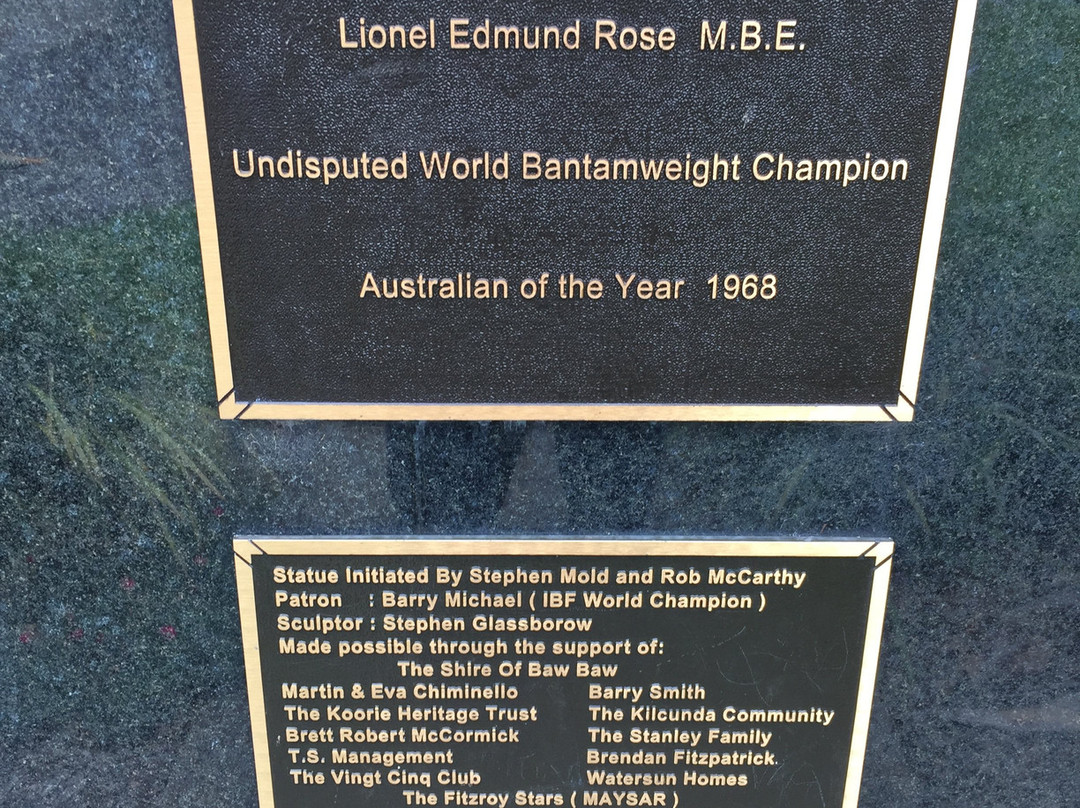 Lionel Edmund Rose M.B.E.
Undisputed World Bantamweight Champion
Australian of the Year 1968
Statue Initiated By Stephen Mold and Rob McCarthy
Patron : Barry Michael ( IBF World Champion )
Sculptor : Stephen Glassborow
Made possible through the support of:
The Shire Of Baw Baw
Martin & Eva Chiminello Barry Smith
The Koorie Heritage Trust The Kilcunda Community
Brett Robert McCormick The Stanley Family
T.S. Management Brendan Fitzpatrick
The Vingt Cinq Club Watersun Homes
The Fitzroy Stars ( MAYSAR )